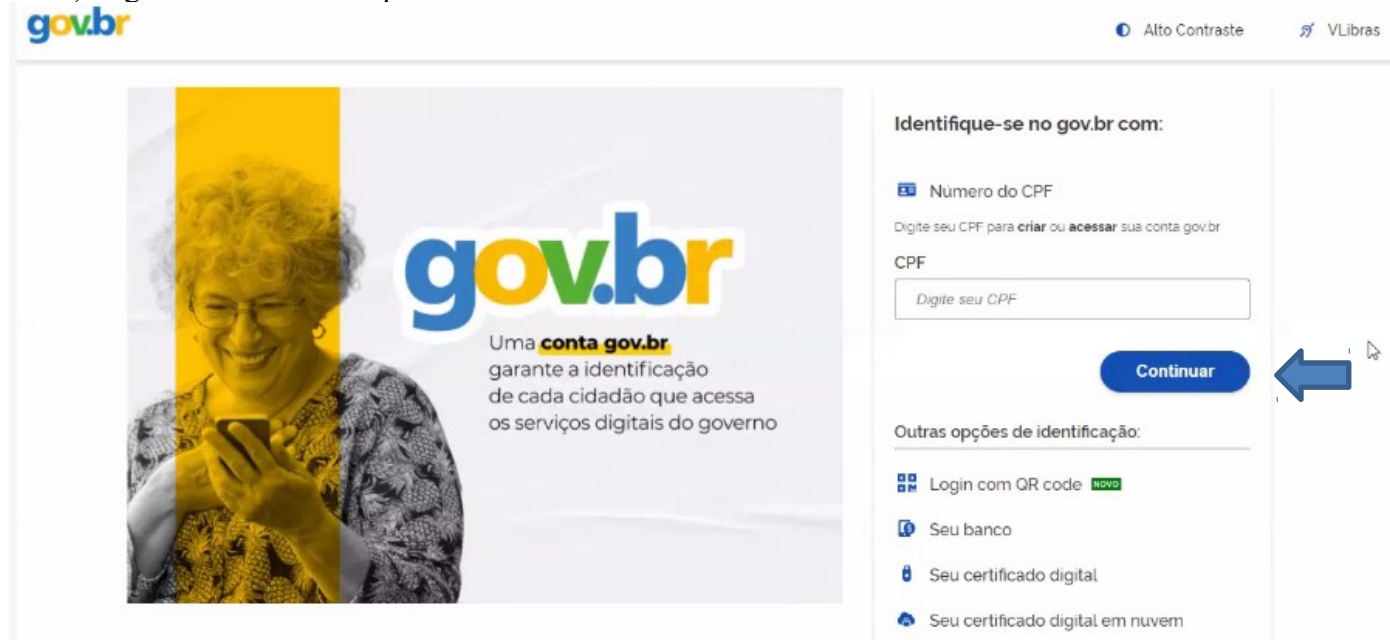 gov.br
Alto Contraste
VLibras
gov.br
Uma conta gov.br
garante a identificação
de cada cidadão que acessa
os serviços digitais do governo
Identifique-se no gov.br com:
Número do CPF
Digite seu CPF para criar ou acessar sua conta gov.br
CPF
Digite seu CPF
Continuar
Outras opções de identificação:
Login com QR code NOVO
Seu banco
Seu certificado digital
Seu certificado digital em nuvem